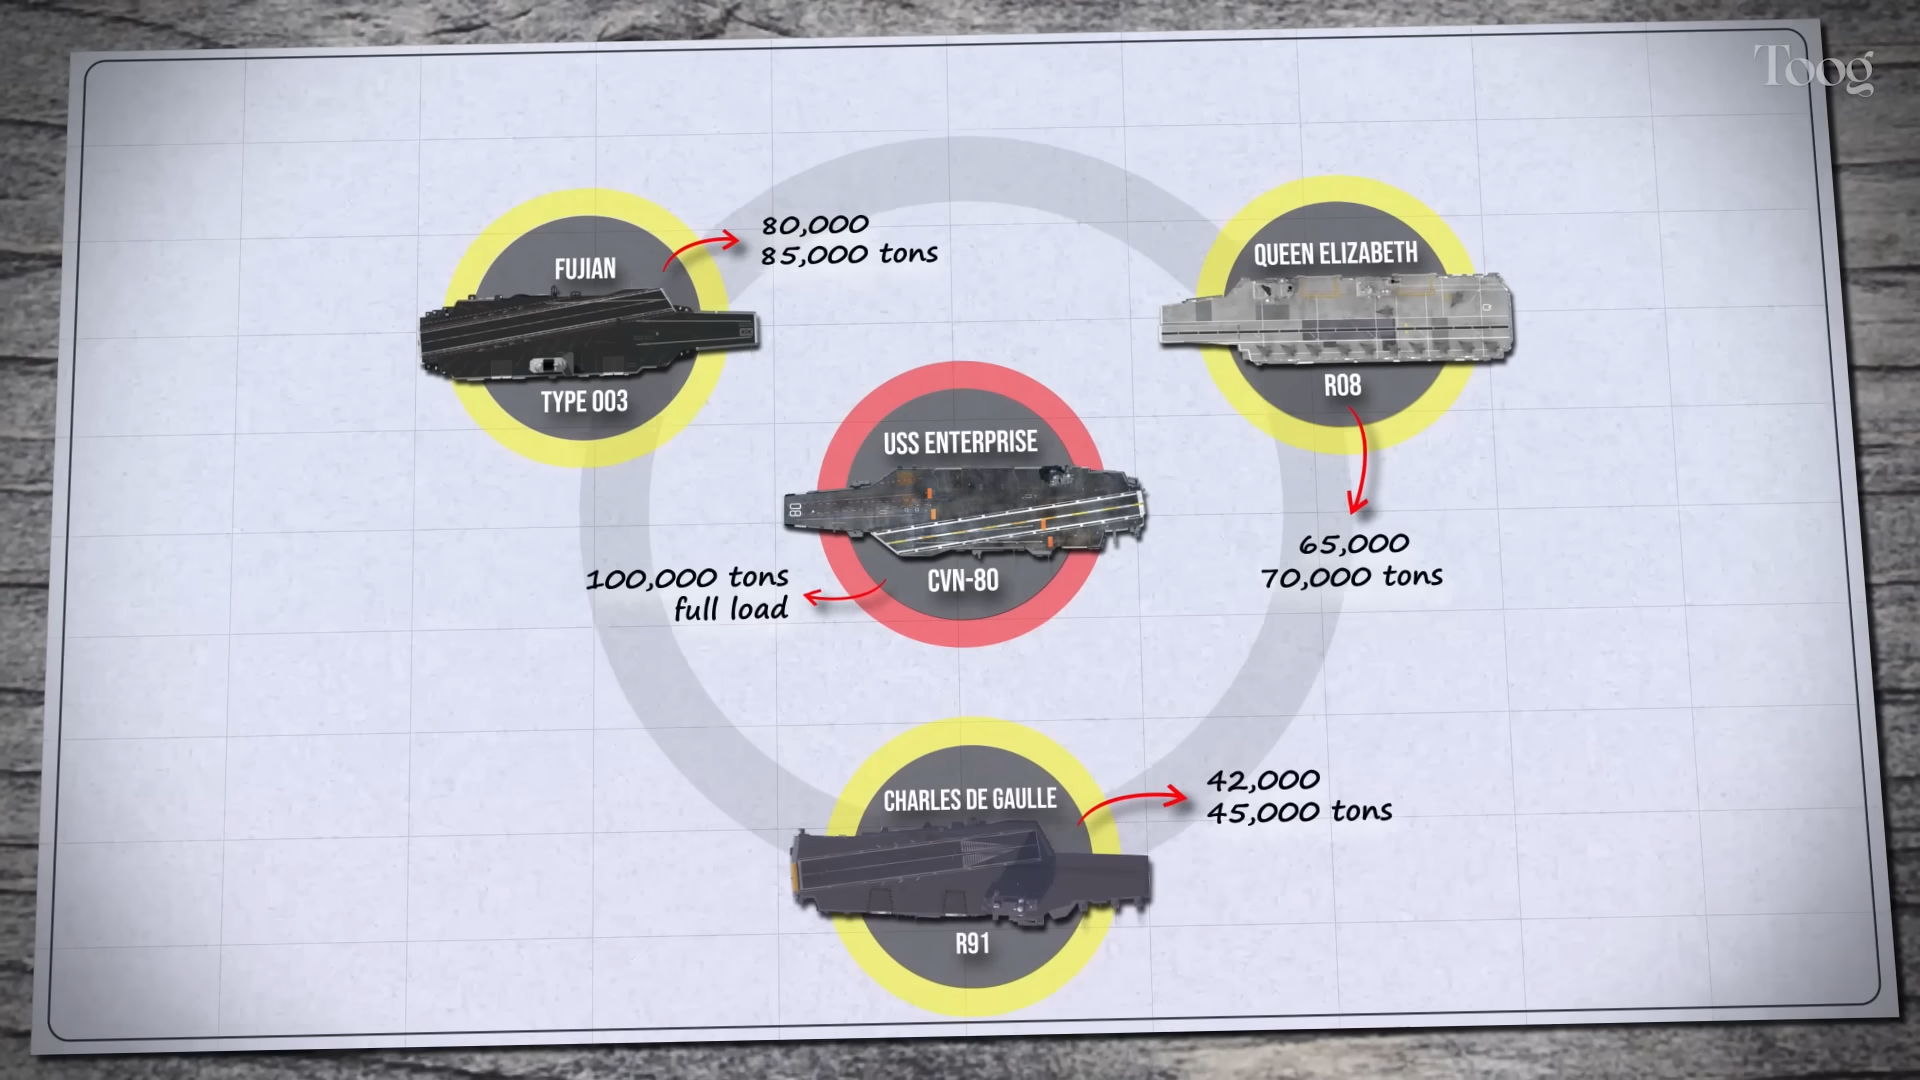 Toog
FUJIAN
TYPE 003
80,000
85,000 tons
QUEEN ELIZABETH
R08
65,000
70,000 tons
USS ENTERPRISE
80
CVN-80
100,000 tons
full load
CHARLES DE GAULLE
R91
42,000
45,000 tons